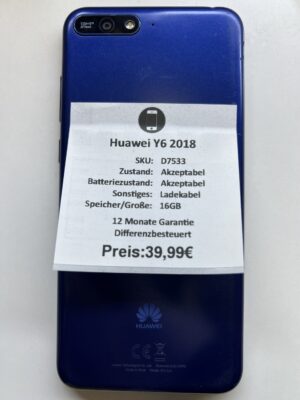 Huawei Y6 2018
SKU: D7533
Zustand: Akzeptabel
Batteriezustand: Akzeptabel
Sonstiges: Ladekabel
Speicher/Große: 16GB
12 Monate Garantie
Differenzbesteuert
Preis:39,99€
HUAWEI